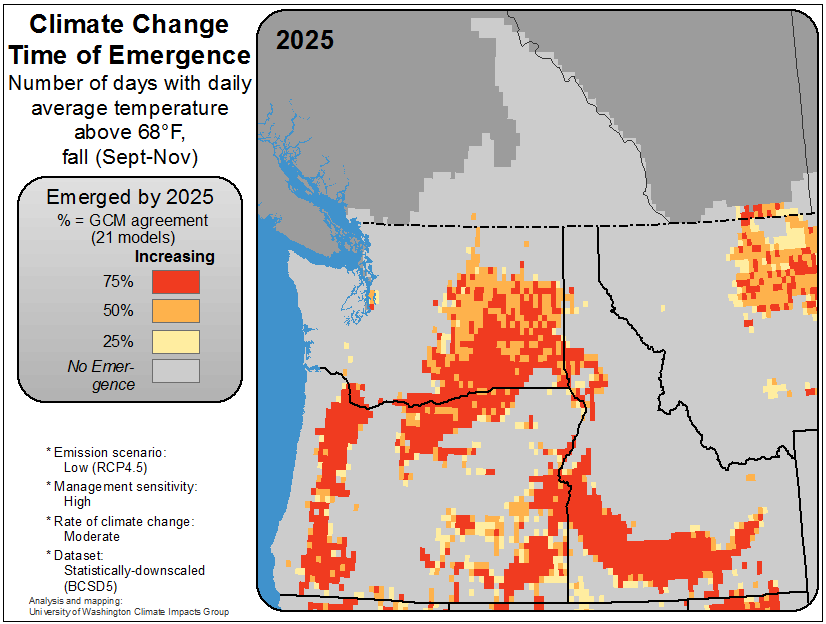 Climate Change
Time of Emergence
Number of days with daily
average temperature
above 68°F,
fall (Sept-Nov)
Emerged by 2025
% = GCM agreement
(21 models)
Increasing
75%
50%
25%
No Emer-
gence
* Emission scenario:
Low (RCP4.5)
* Management sensitivity:
High
* Rate of climate change:
Moderate
* Dataset:
Statistically-downscaled
(BCSD5)
Analysis and mapping:
University of Washington Climate Impacts Group
2025